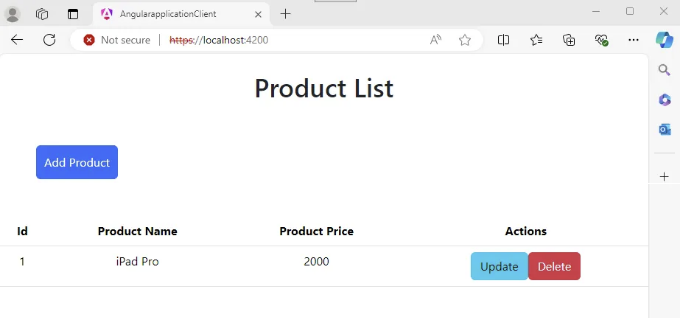 AngularapplicationClient
Not secure https://localhost:4200
Product List
Add Product
Id Product Name Product Price Actions
1 iPad Pro 2000 Update Delete